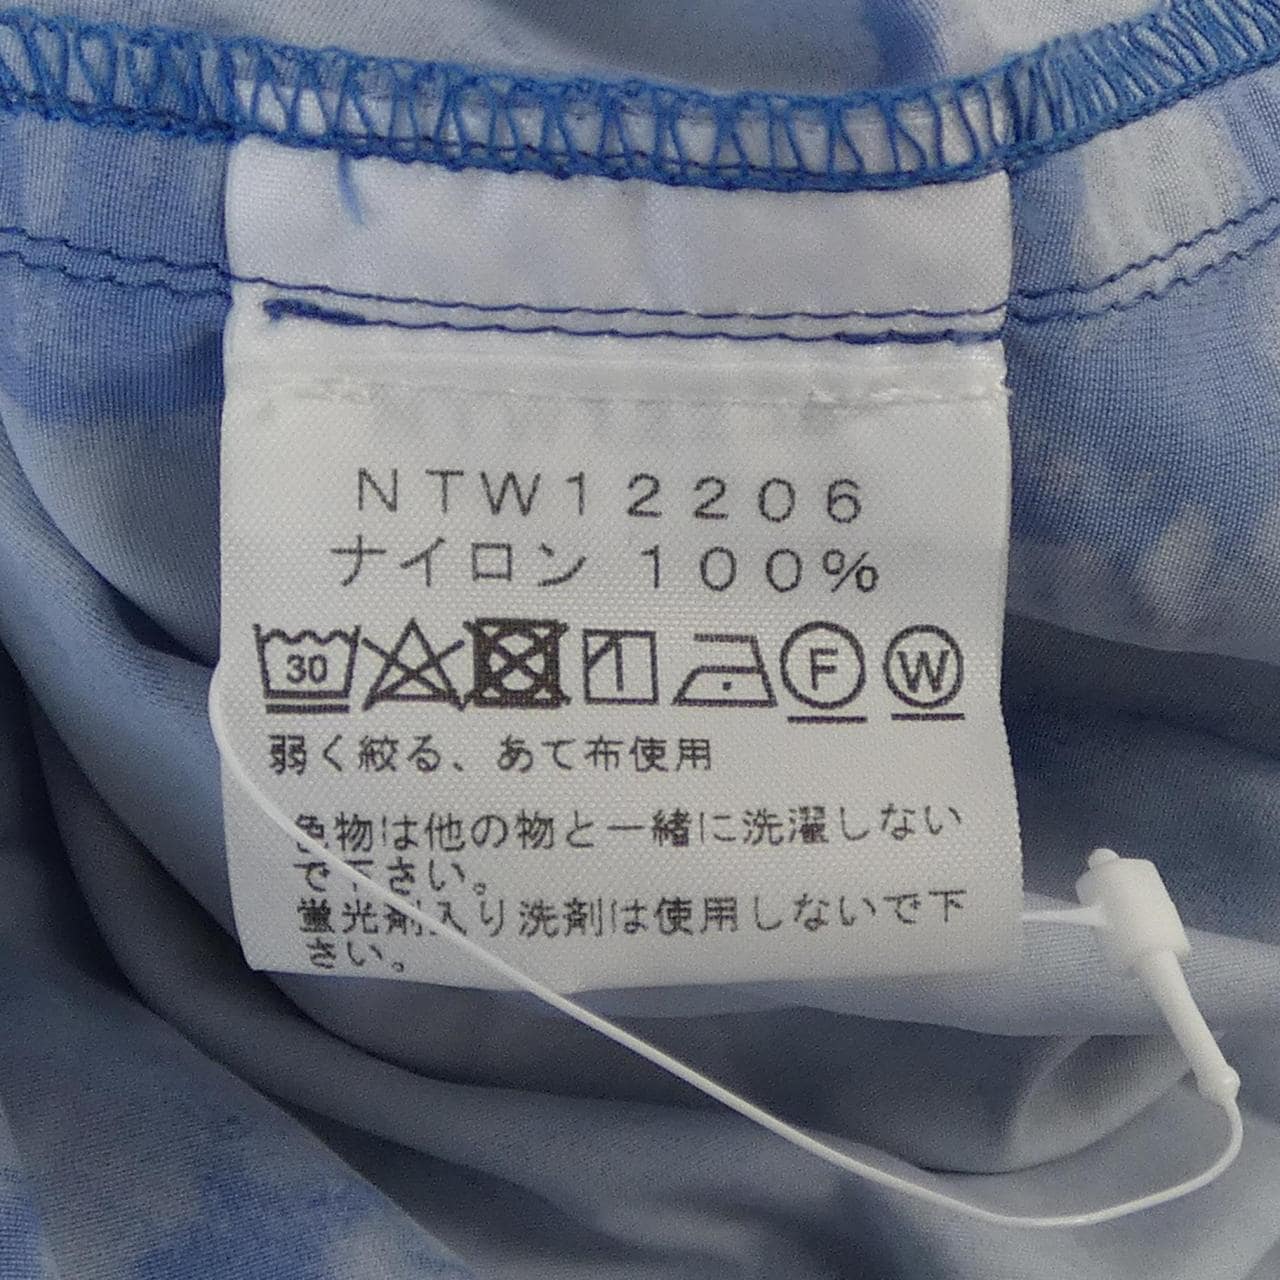 NTW12206
ナイロン 100%
30 F W
弱く絞る、あて布使用
色物は他の物と一緒に洗濯しない
で下さい。
蛍光剤入り洗剤は使用しないで下
さい。